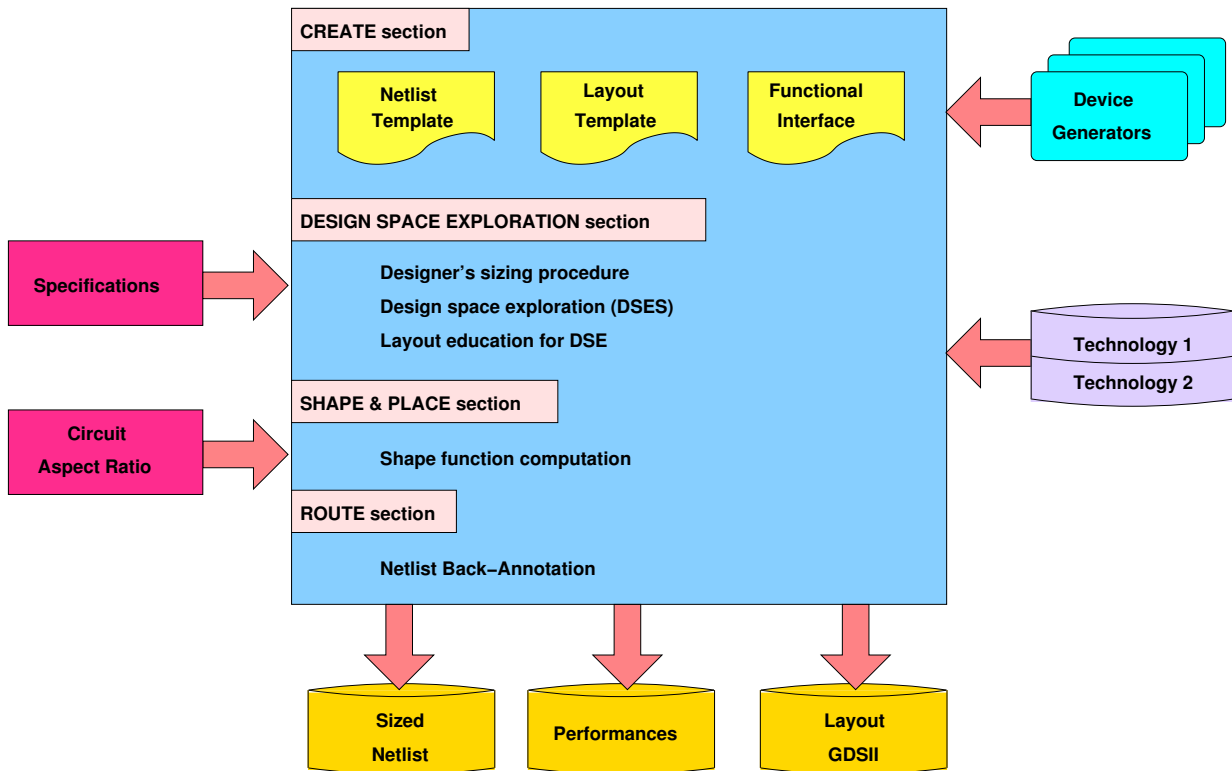 CREATE section
Netlist
Template
Layout
Template
Functional
Interface
Device
Generators
DESIGN SPACE EXPLORATION section
Specifications
Designer's sizing procedure
Design space exploration (DSES)
Layout education for DSE
Technology 1
Technology 2
SHAPE & PLACE section
Circuit
Aspect Ratio
Shape function computation
ROUTE section
Netlist Back−Annotation
Sized
Netlist
Performances
Layout
GDSII